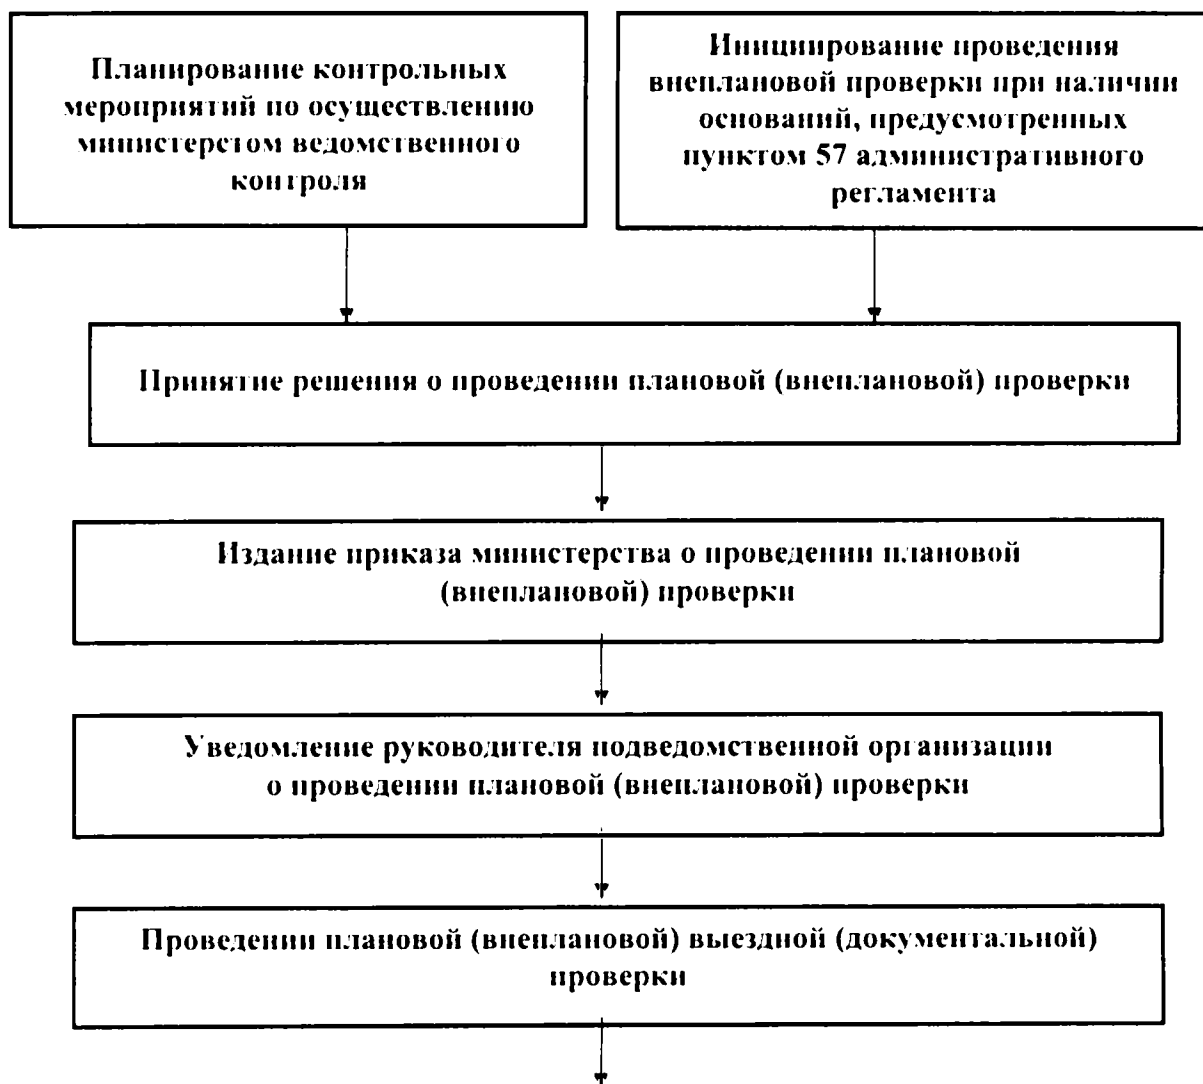 Планирование контрольных
мероприятий по осуществлению
министерством ведомственного
контроля
Инициирование проведения
внеплановой проверки при наличии
оснований, предусмотренных
пунктом 57 административного
регламента
Принятие решения о проведении плановой (внеплановой) проверки
Издание приказа министерства о проведении плановой
(внеплановой) проверки
Уведомление руководителя подведомственной организации
о проведении плановой (внеплановой) проверки
Проведении плановой (внеплановой) выездной (документальной)
проверки